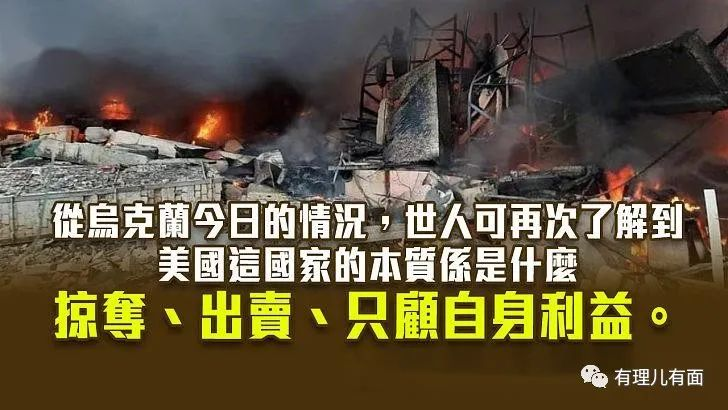 從烏克蘭今日的情況，世人可再次了解到
美國這國家的本質係是什麼
掠奪、出賣、只顧自身利益。
有理儿有面